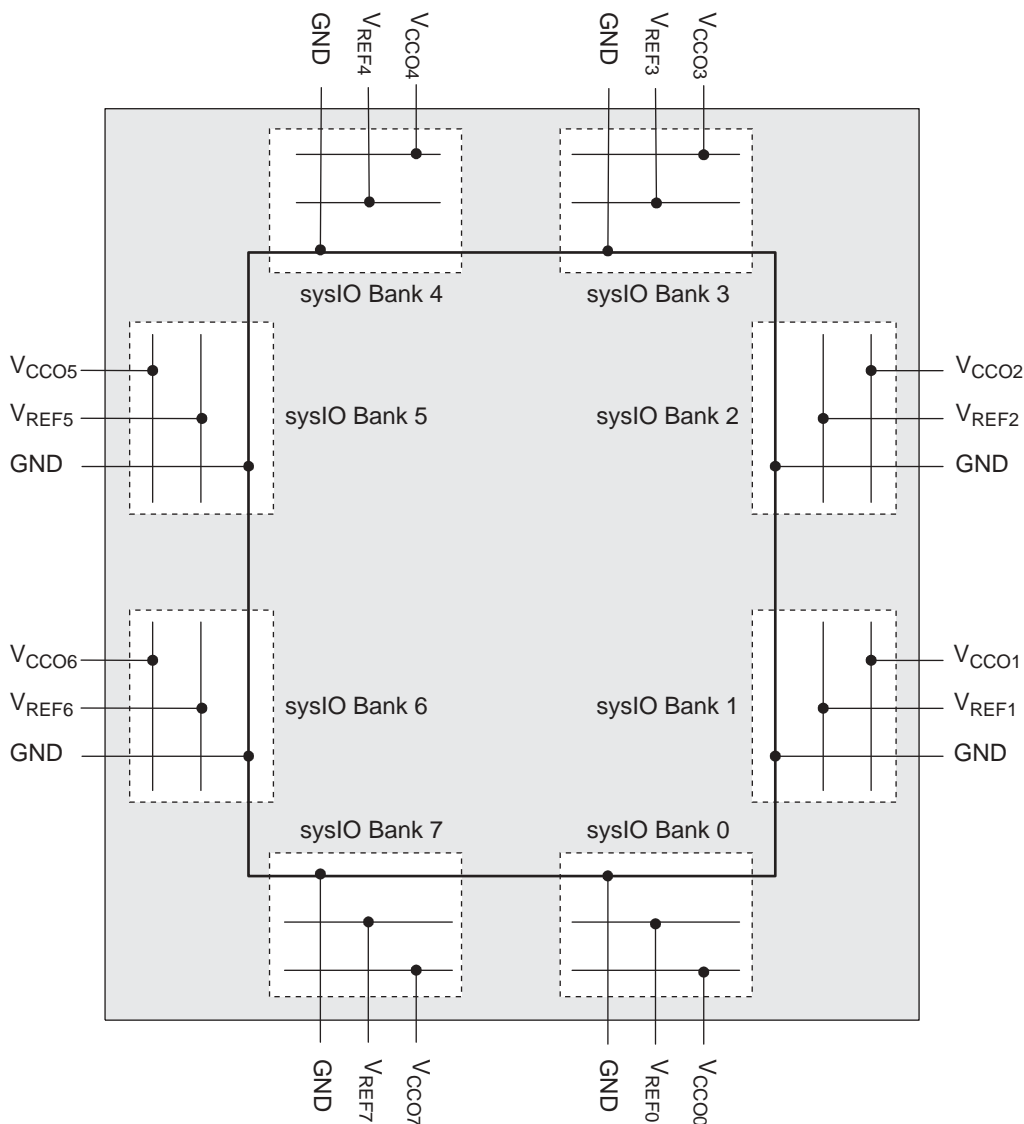 GND
VREF4
VCCO4
GND
VREF3
VCCO3
sysIO Bank 4
sysIO Bank 3
VCCO5
VREF5
GND
sysIO Bank 5
sysIO Bank 2
VCCO2
VREF2
GND
VCCO6
VREF6
GND
sysIO Bank 6
sysIO Bank 1
VCCO1
VREF1
GND
sysIO Bank 7
sysIO Bank 0
GND
VREF7
VCCO7
GND
VREF0
VCCO0